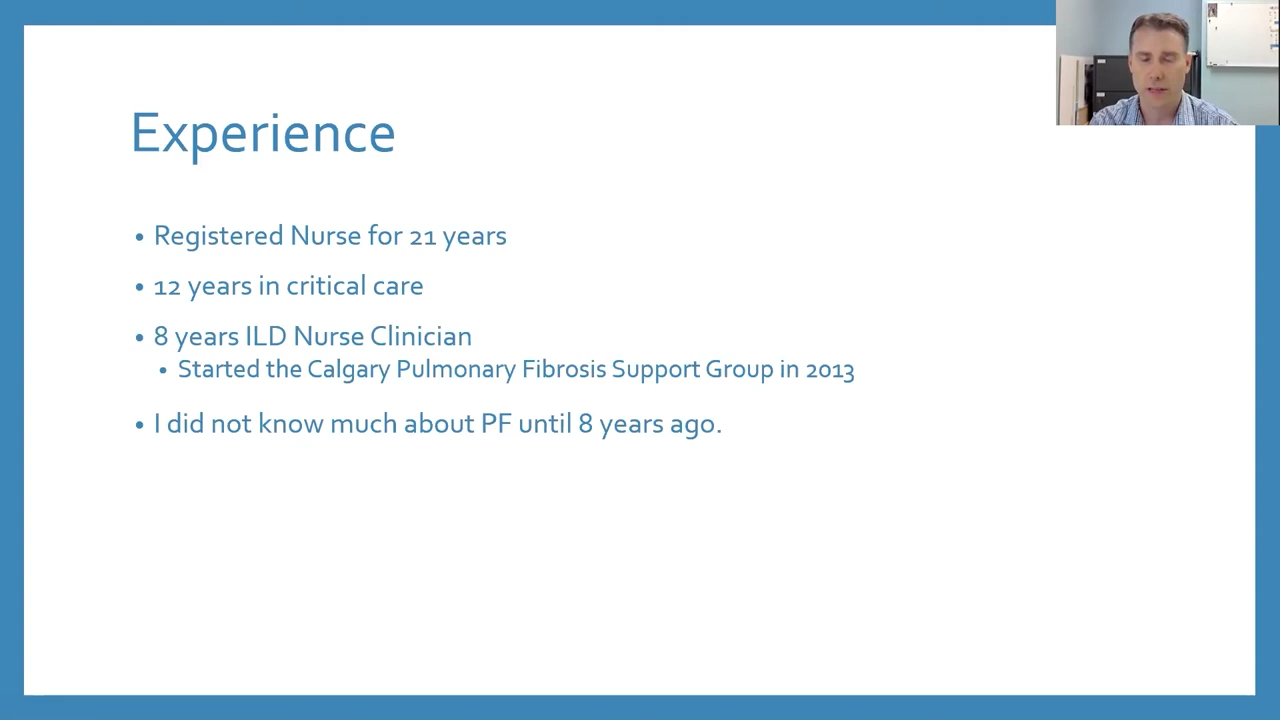 Experience
• Registered Nurse for 21 years
• 12 years in critical care
• 8 years ILD Nurse Clinician
• Started the Calgary Pulmonary Fibrosis Support Group in 2013
• I did not know much about PF until 8 years ago.